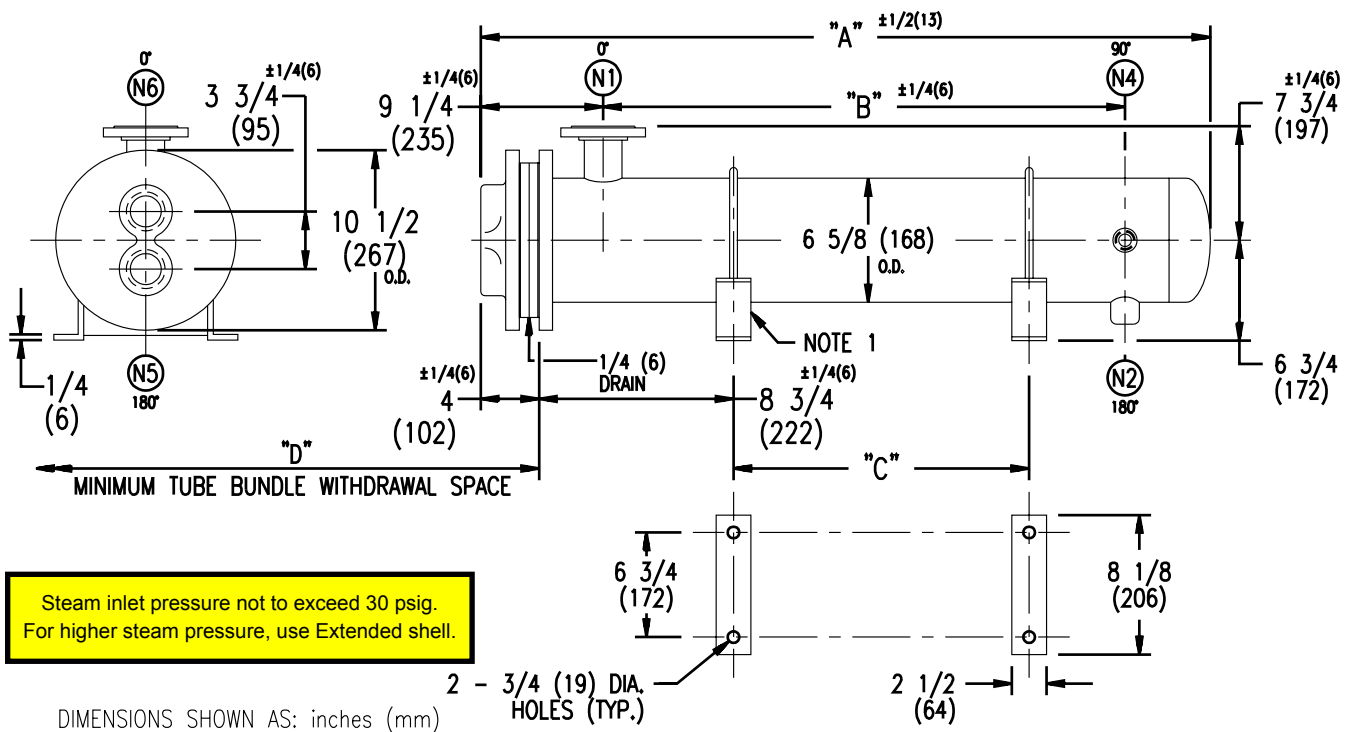 "A" ±1/2(13)
0°
N6
3 3/4
(95)
±1/4(6)
±1/4(6)
9 1/4
(235)
0°
N1
"B" ±1/4(6)
90°
N4
±1/4(6)
7 3/4
(197)
10 1/2
(267)
O.D.
6 5/8 (168)
O.D.
NOTE 1
1/4
(6)
N5
180°
±1/4(6)
4
(102)
1/4 (6)
DRAIN
±1/4(6)
8 3/4
(222)
N2
180°
6 3/4
(172)
"D"
MINIMUM TUBE BUNDLE WITHDRAWAL SPACE
"C"
6 3/4
(172)
8 1/8
(206)
Steam inlet pressure not to exceed 30 psig.
For higher steam pressure, use Extended shell.
2 - 3/4 (19) DIA.
HOLES (TYP.)
2 1/2
(64)
DIMENSIONS SHOWN AS: inches (mm)